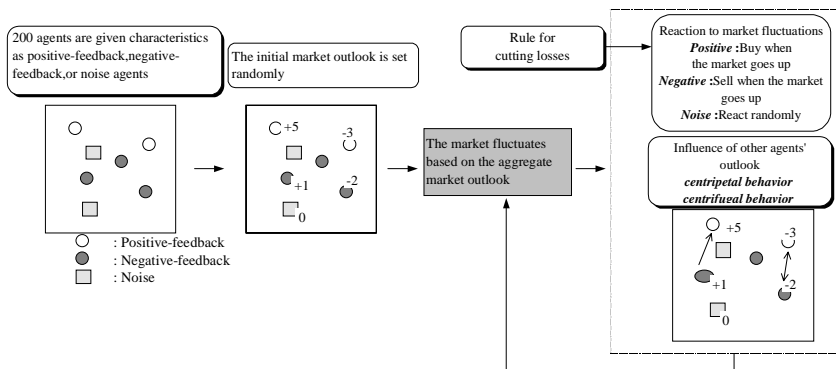 200 agents are given characteristics
as positive-feedback,negative-
feedback,or noise agents
The initial market outlook is set
randomly
+5
-3
+1
-2
0
: Positive-feedback
: Negative-feedback
: Noise
The market fluctuates
based on the aggregate
market outlook
Rule for
cutting losses
Reaction to market fluctuations
Positive :Buy when
the market goes up
Negative :Sell when the market
goes up
Noise :React randomly
Influence of other agents'
outlook
centripetal behavior
centrifugal behavior
+5
-3
+1
-2
0